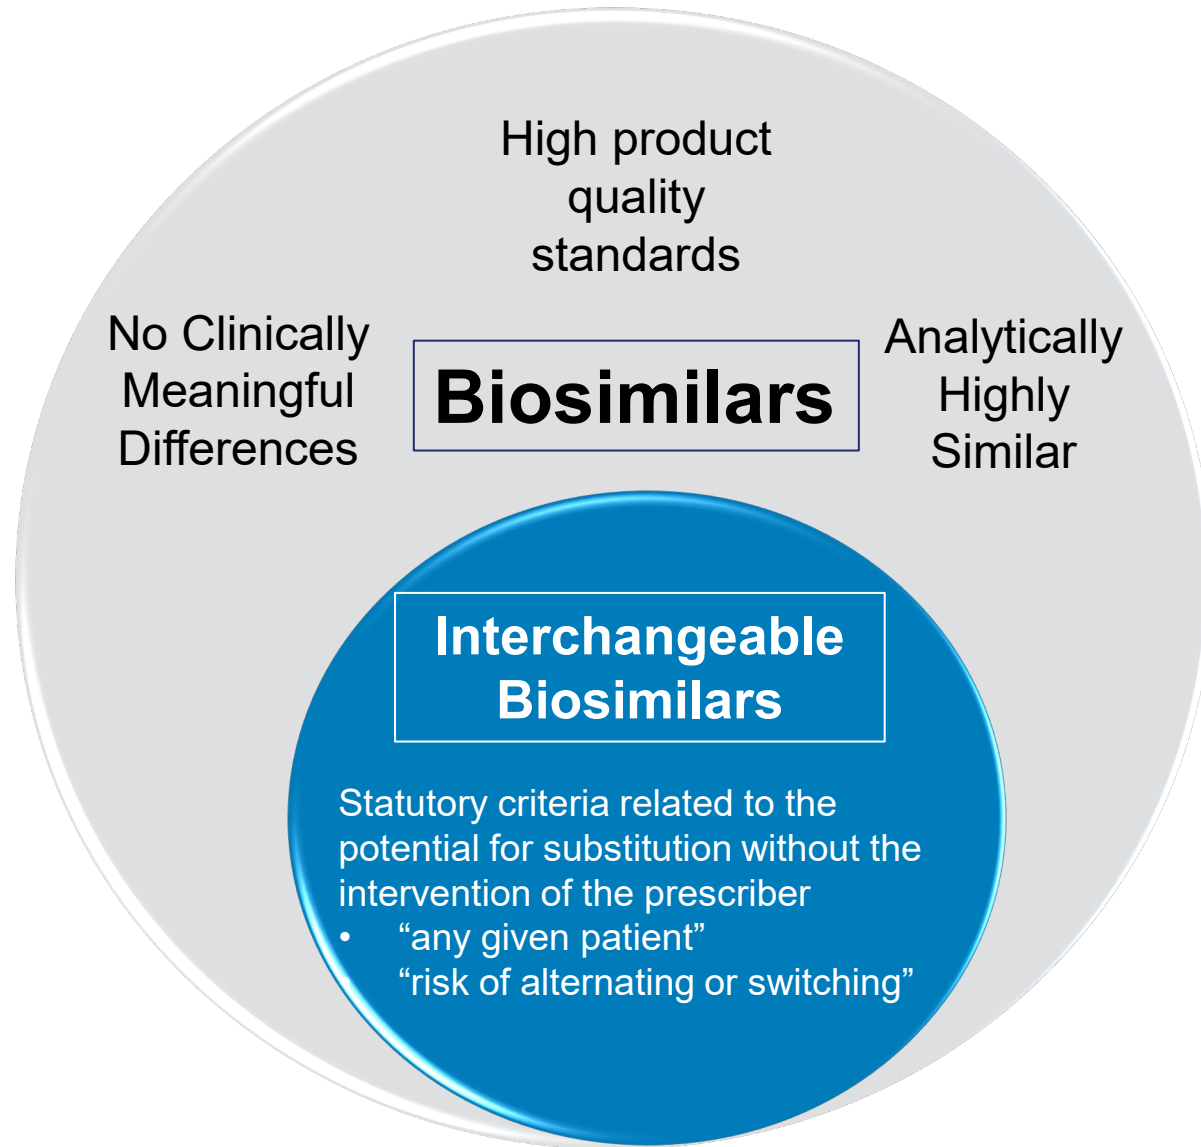 High product
quality
standards
No Clinically
Meaningful
Differences
Biosimilars
Analytically
Highly
Similar
Interchangeable
Biosimilars
Statutory criteria related to the
potential for substitution without the
intervention of the prescriber
• “any given patient”
• “risk of alternating or switching”